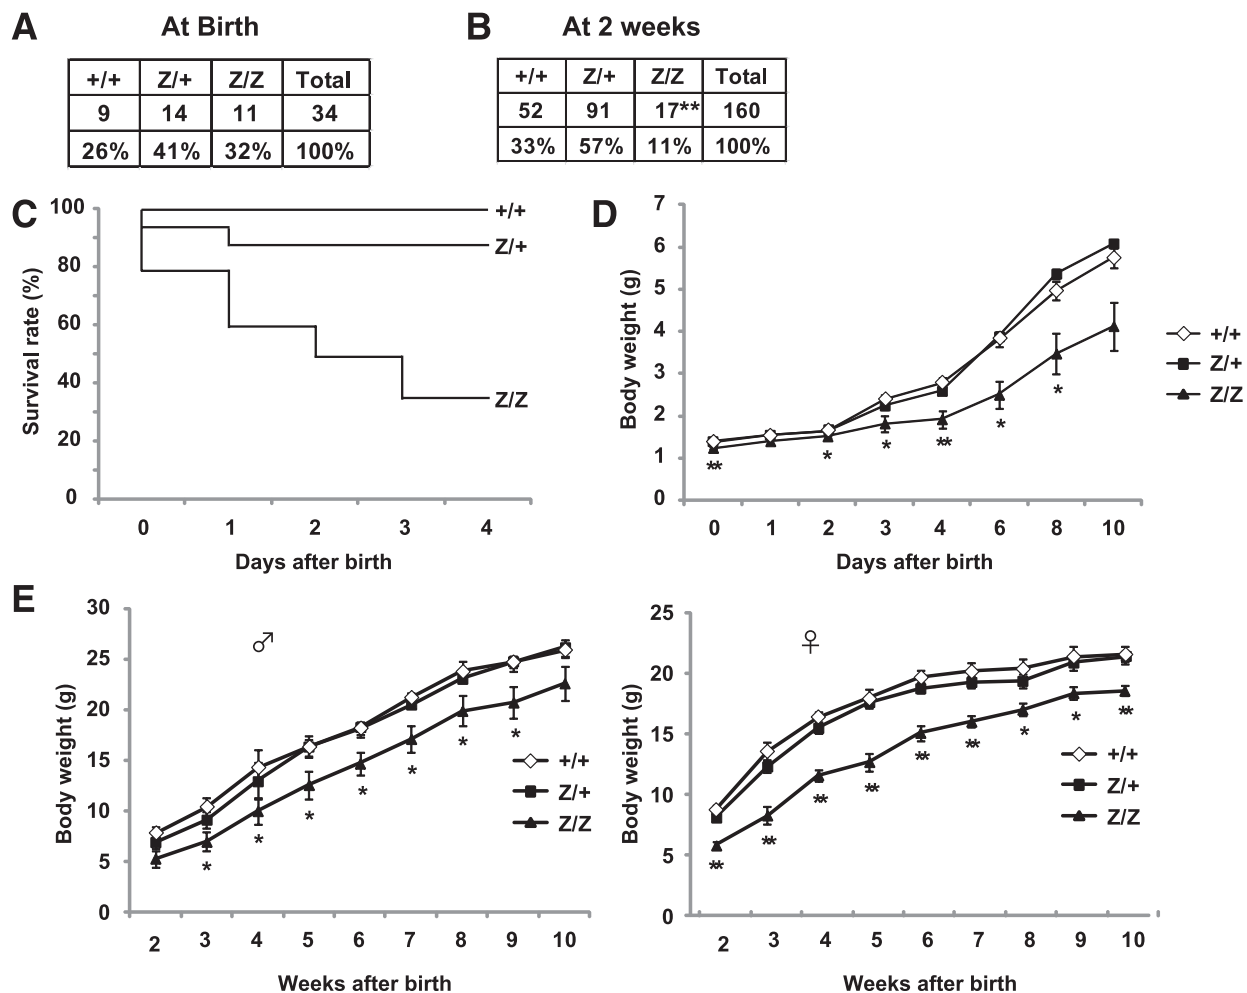 A
At Birth
+/+ Z/+ Z/Z Total
9 14 11 34
26% 41% 32% 100%
B
At 2 weeks
+/+ Z/+ Z/Z Total
52 91 17** 160
33% 57% 11% 100%
C
Survival rate (%)
100
80
60
40
20
0
+/+
Z/+
Z/Z
0 1 2 3 4
Days after birth
D
Body weight (g)
7
6
5
4
3
2
1
0
** * * ** * *
0 1 2 3 4 6 8 10
Days after birth
+/+
Z/+
Z/Z
E
♂
Body weight (g)
30
25
20
15
10
5
0
* * * * * * *
+/+
Z/+
Z/Z
2 3 4 5 6 7 8 9 10
Weeks after birth
♀
Body weight (g)
25
20
15
10
5
0
** ** ** ** ** ** * * **
+/+
Z/+
Z/Z
2 3 4 5 6 7 8 9 10
Weeks after birth